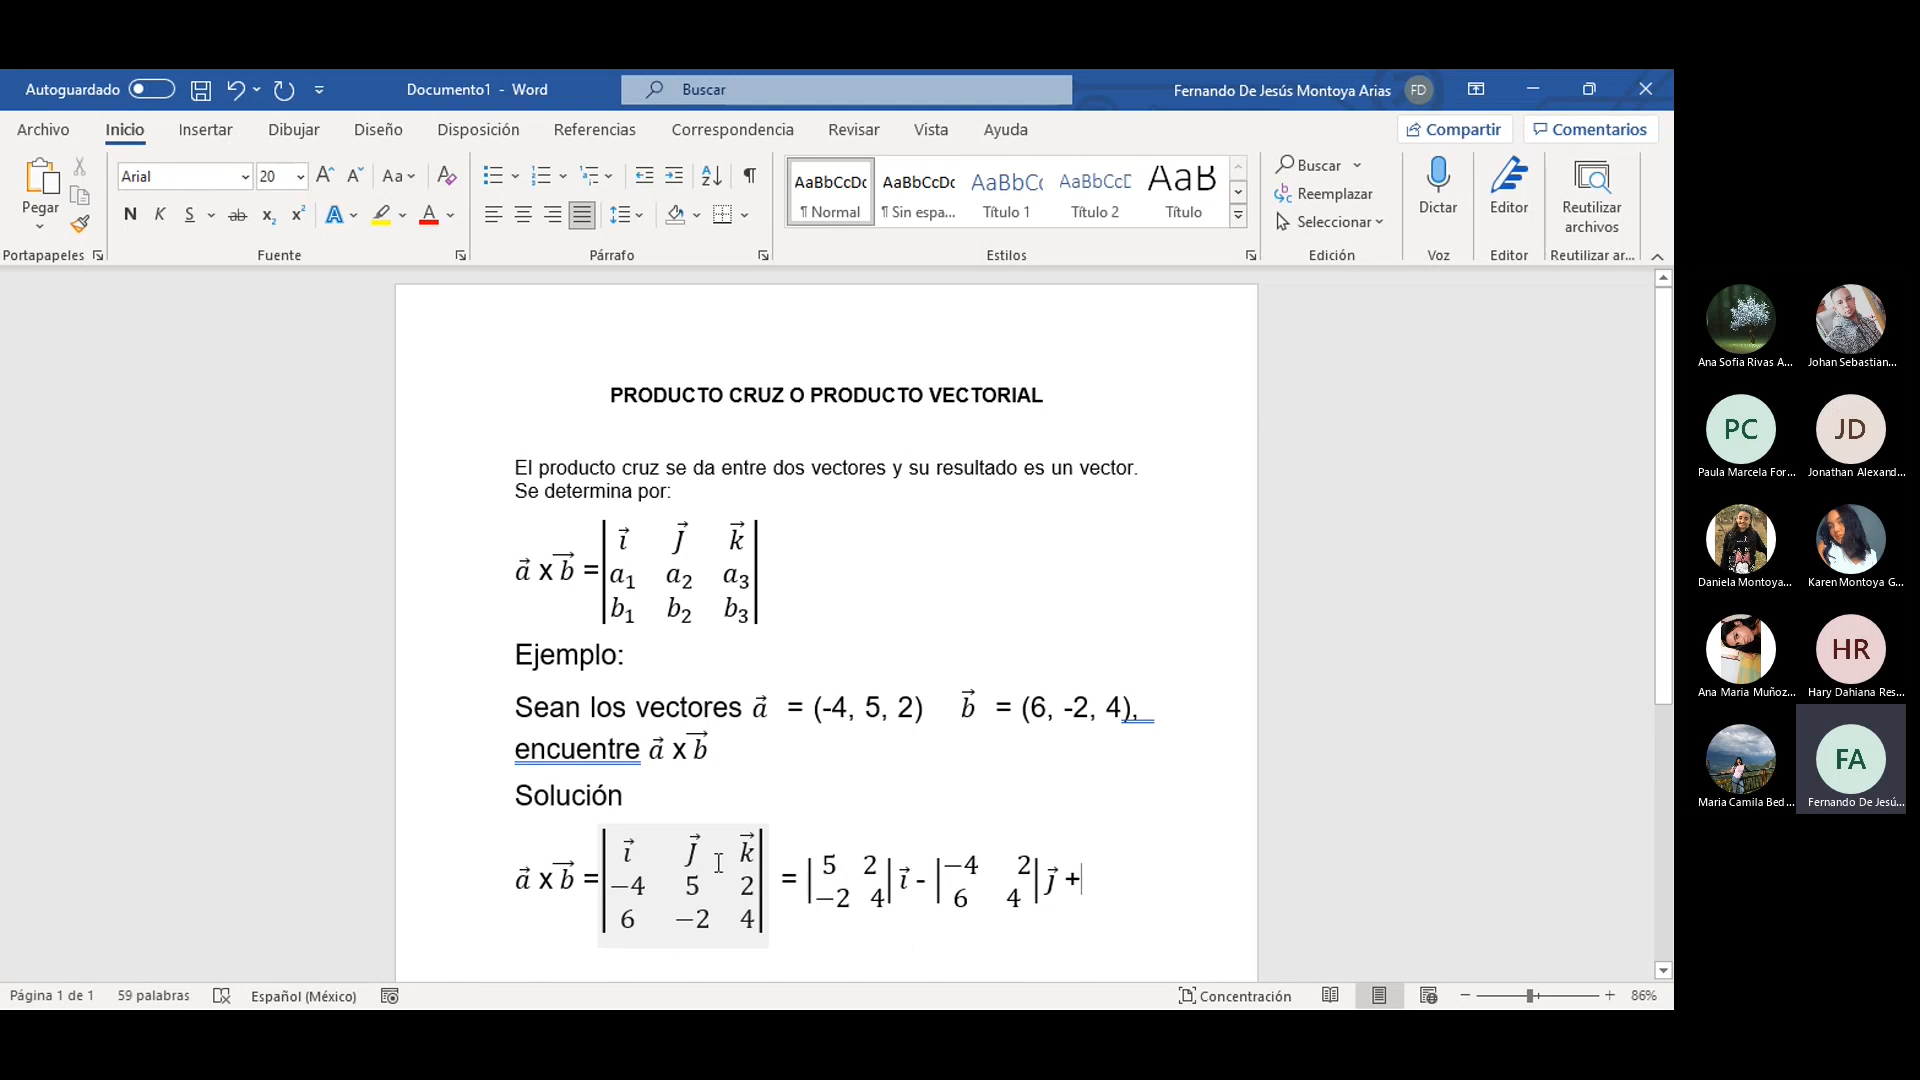 Autoguardado
Documento1 - Word
Buscar
Fernando De Jesús Montoya Arias
FD
Archivo
Inicio
Insertar
Dibujar
Diseño
Disposición
Referencias
Correspondencia
Revisar
Vista
Ayuda
Compartir
Comentarios
Pegar
Portapapeles
Arial
20
Aa
N K S ab x₂ x² A A
Fuente
Párrafo
AaBbCcDc
¶ Normal
AaBbCcDc
¶ Sin espa...
AaBbCc
Título 1
AaBbCcD
Título 2
AaB
Título
Estilos
Buscar
Reemplazar
Seleccionar
Edición
Dictar
Voz
Editor
Editor
Reutilizar
archivos
Reutilizar ar...
PRODUCTO CRUZ O PRODUCTO VECTORIAL
El producto cruz se da entre dos vectores y su resultado es un vector.
Se determina por:
a⃗ x b⃗ = | i⃗ j⃗ k⃗ |
| a₁ a₂ a₃ |
| b₁ b₂ b₃ |
Ejemplo:
Sean los vectores a⃗ = (-4, 5, 2) b⃗ = (6, -2, 4),
encuentre a⃗ x b⃗
Solución
a⃗ x b⃗ = | i⃗ j⃗ k⃗ | = | 5 2 | i⃗ - | −4 2 | j⃗ +
| −4 5 2 | | −2 4 | | 6 4 |
| 6 −2 4 |
Página 1 de 1
59 palabras
Español (México)
Concentración
86%
Ana Sofia Rivas A...
Johan Sebastian...
PC
Paula Marcela For...
JD
Jonathan Alexand...
Daniela Montoya...
Karen Montoya G...
Ana Maria Muñoz...
HR
Hary Dahiana Res...
Maria Camila Bed...
FA
Fernando De Jesú...